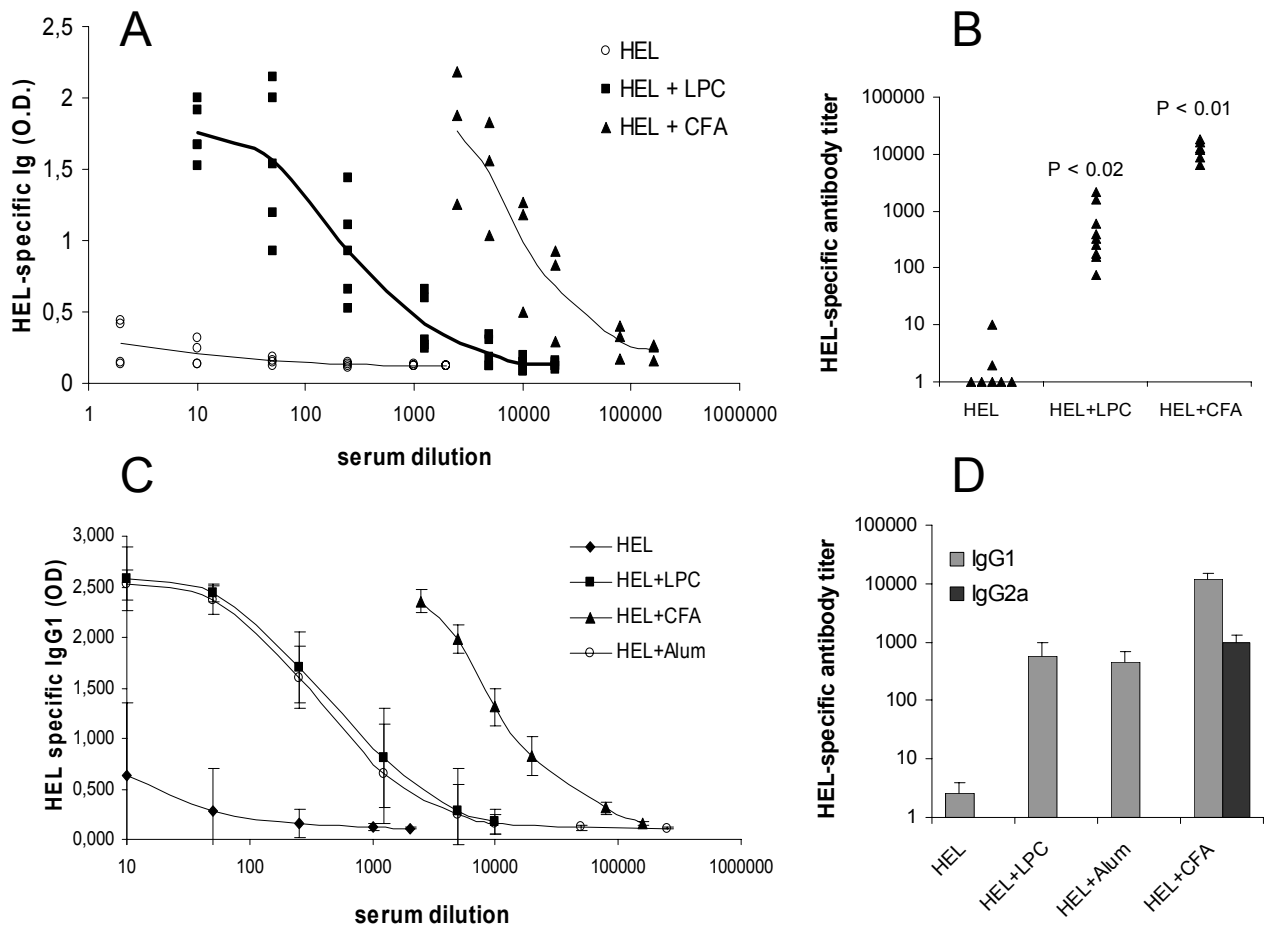 A
HEL-specific Ig (O.D.)
2,5
2
1,5
1
0,5
0
1 10 100 1000 10000 100000 1000000
serum dilution
HEL
HEL + LPC
HEL + CFA
B
HEL-specific antibody titer
100000
10000
1000
100
10
1
P < 0.02
P < 0.01
HEL HEL+LPC HEL+CFA
C
HEL specific IgG1 (OD)
3,000
2,500
2,000
1,500
1,000
0,500
0,000
10 100 1000 10000 100000 1000000
serum dilution
HEL
HEL+LPC
HEL+CFA
HEL+Alum
D
HEL-specific antibody titer
100000
10000
1000
100
10
1
IgG1
IgG2a
HEL
HEL+LPC
HEL+Alum
HEL+CFA